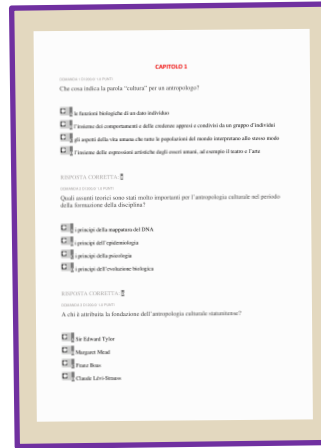 CAPITOLO 1
Che cosa indica la parola "cultura" per un antropologo?
le funzioni biologiche di un dato individuo
l'insieme dei comportamenti e delle credenze appresi e condivisi da un gruppo d'individui
gli aspetti della vita umana che tutte le popolazioni del mondo interpretano allo stesso modo
l'insieme delle espressioni artistiche degli esseri umani, ad esempio il teatro e l'arte
RISPOSTA CORRETTA:
Quali assunti teorici sono stati molto importanti per l'antropologia culturale nel periodo
della formazione della disciplina?
i principi della mappatura del DNA
i principi dell'epidemiologia
i principi della psicologia
i principi dell'evoluzione biologica
RISPOSTA CORRETTA:
A chi è attribuita la fondazione dell'antropologia culturale statunitense?
Sir Edward Tylor
Margaret Mead
Franz Boas
Claude Lévi-Strauss